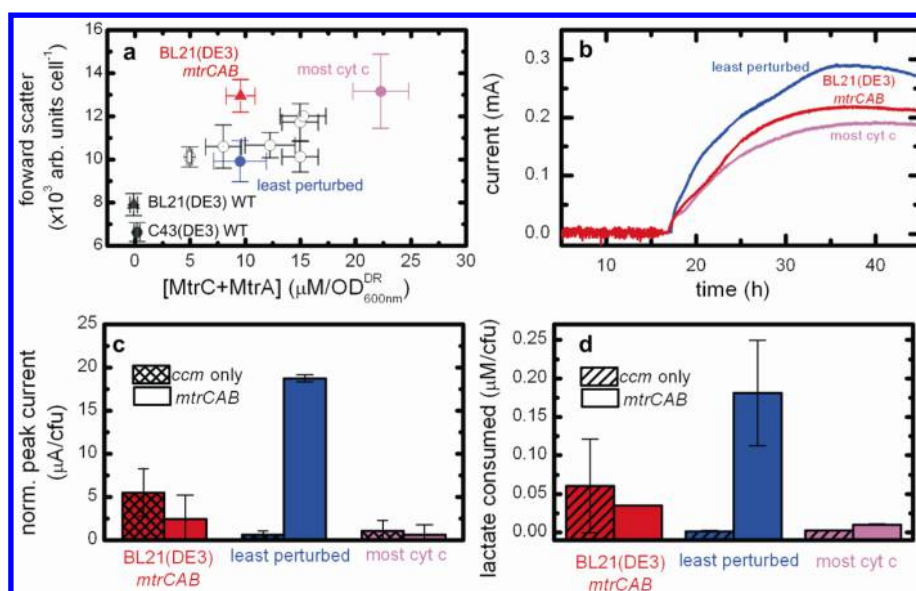 a
BL21(DE3)
mtrCAB
most cyt c
least perturbed
BL21(DE3) WT
C43(DE3) WT
forward scatter
(x10³ arb. units cell⁻¹)
14
12
10
8
6
0
5
10
15
20
25
[MtrC+MtrA] (μM/OD DR 600nm)
b
least perturbed
BL21(DE3)
mtrCAB
most cyt c
current (mA)
0.3
0.2
0.1
0.0
10
20
30
40
time (h)
c
ccm only
mtrCAB
norm. peak current
(μA/cfu)
25
20
15
10
5
0
BL21(DE3)
mtrCAB
least perturbed
most cyt c
d
ccm only
mtrCAB
lactate consumed (μM/cfu)
0.25
0.20
0.15
0.10
0.05
0.00
BL21(DE3)
mtrCAB
least perturbed
most cyt c